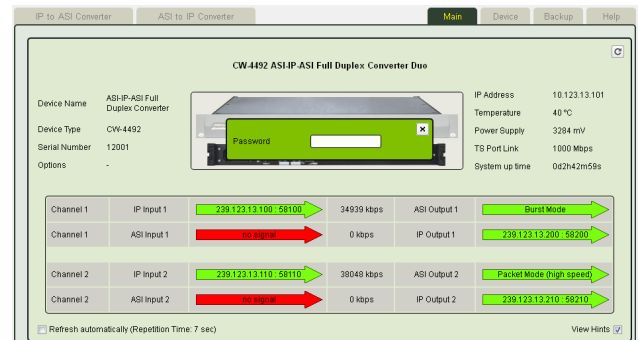 IP to ASI Converter
ASI to IP Converter
Main
Device
Backup
Help
CW-4492 ASI-IP-ASI Full Duplex Converter Duo
Device Name ASI-IP-ASI Full
Duplex Converter
Device Type CW-4492
Serial Number 12001
Options -
Password
IP Address 10.123.13.101
Temperature 40 °C
Power Supply 3284 mV
TS Port Link 1000 Mbps
System up time 0d2h42m59s
Channel 1 IP Input 1 239.123.13.100 : 58100 34939 kbps ASI Output 1 Burst Mode
Channel 1 ASI Input 1 no signal 0 kbps IP Output 1 239.123.13.200 : 58200
Channel 2 IP Input 2 239.123.13.110 : 58110 38048 kbps ASI Output 2 Packet Mode (high speed)
Channel 2 ASI Input 2 no signal 0 kbps IP Output 2 239.123.13.210 : 58210
Refresh automatically (Repetition Time: 7 sec)
View Hints